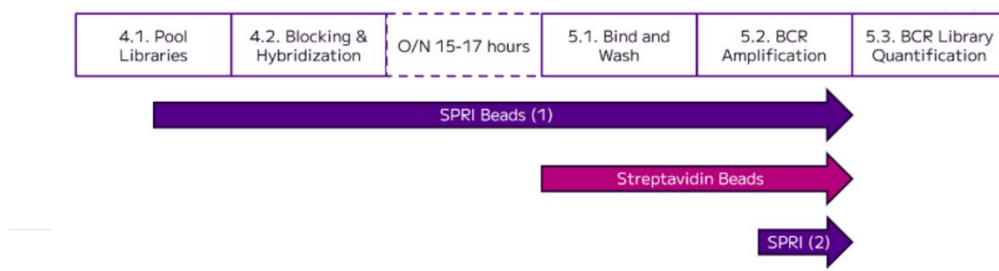 4.1. Pool
Libraries
4.2. Blocking &
Hybridization
O/N 15-17 hours
5.1. Bind and
Wash
5.2. BCR
Amplification
5.3. BCR Library
Quantification
SPRI Beads (1)
Streptavidin Beads
SPRI (2)